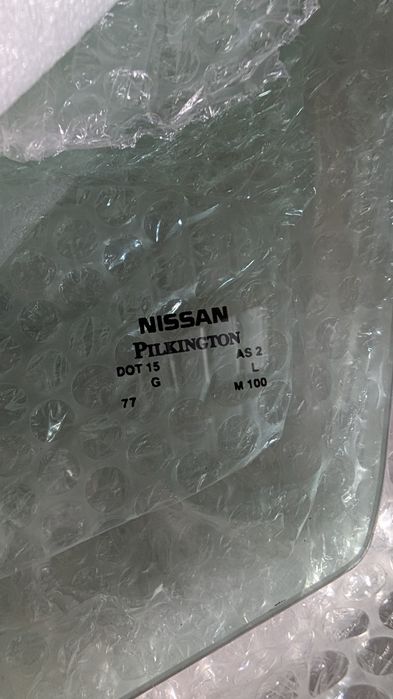 NISSAN
PILKINGTON
DOT 15 AS 2
G L
77 M 100